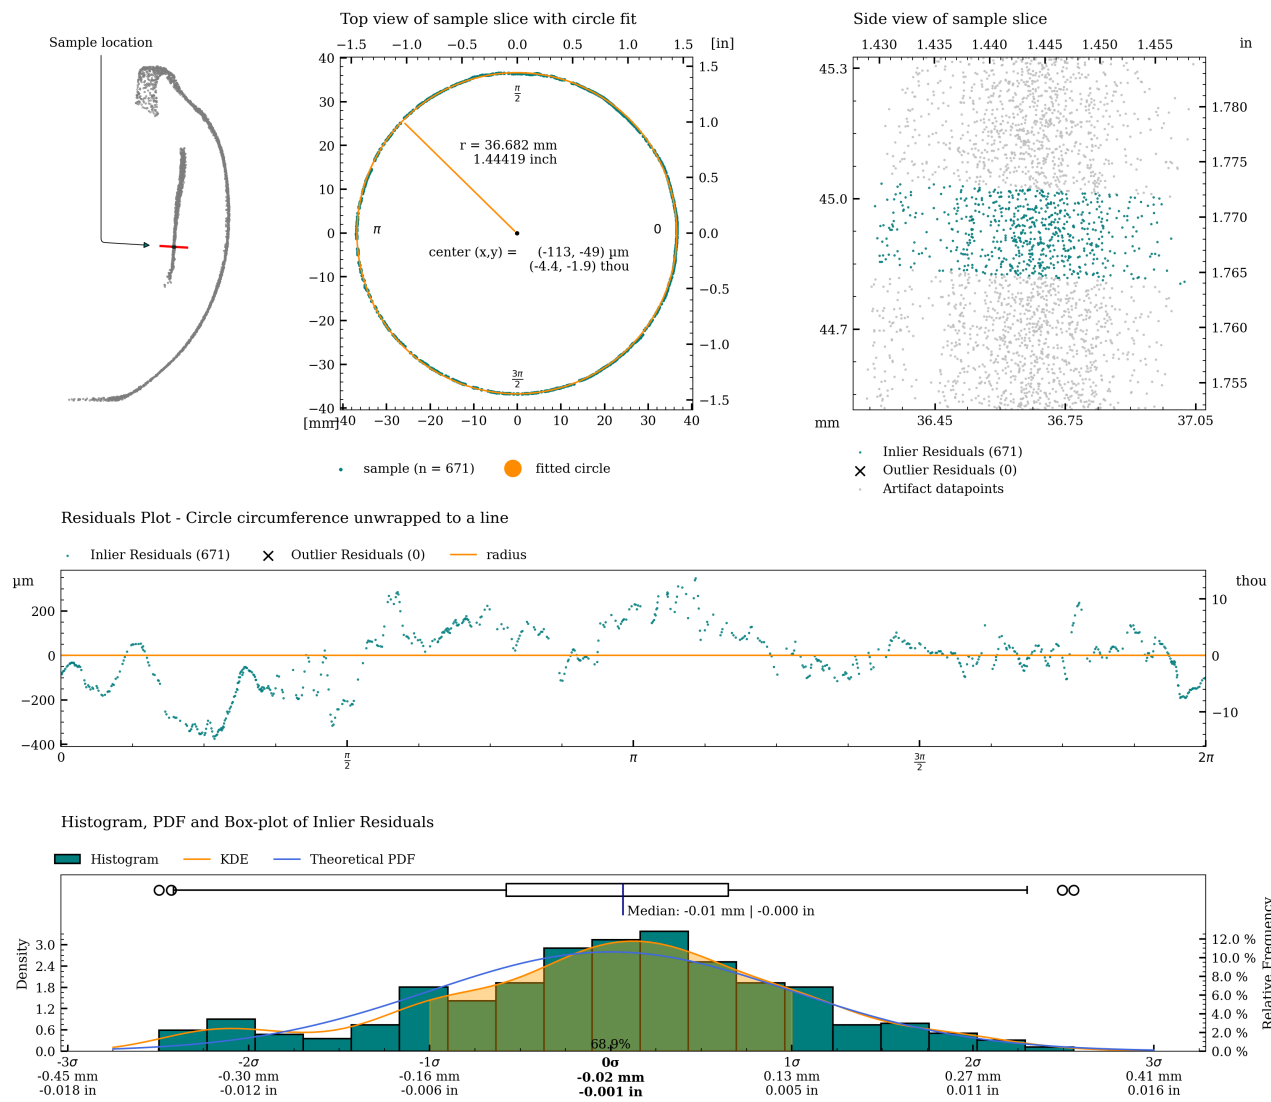 Sample location
Top view of sample slice with circle fit
−1.5 −1.0 −0.5 0.0 0.5 1.0 1.5 [in]
40
30
20
10
0
−10
−20
−30
−40
[mm]
−40 −30 −20 −10 0 10 20 30 40
1.5
1.0
0.5
0.0
−0.5
−1.0
−1.5
π/2
r = 36.682 mm
1.44419 inch
π
0
center (x,y) = (-113, -49) µm
(-4.4, -1.9) thou
3π/2
sample (n = 671)
fitted circle
Side view of sample slice
1.430 1.435 1.440 1.445 1.450 1.455 in
45.3
45.0
44.7
1.780
1.775
1.770
1.765
1.760
1.755
mm 36.45 36.75 37.05
Inlier Residuals (671)
Outlier Residuals (0)
Artifact datapoints
Residuals Plot - Circle circumference unwrapped to a line
Inlier Residuals (671) Outlier Residuals (0) radius
µm
thou
200
0
−200
−400
10
0
−10
0 π/2 π 3π/2 2π
Histogram, PDF and Box-plot of Inlier Residuals
Histogram KDE Theoretical PDF
Median: -0.01 mm | -0.000 in
Density
3.0
2.4
1.8
1.2
0.6
0.0
12.0 %
10.0 %
8.0 %
6.0 %
4.0 %
2.0 %
0.0 %
Relative Frequency
68.9%
-3σ -2σ -1σ 0σ 1σ 2σ 3σ
-0.45 mm -0.30 mm -0.16 mm -0.02 mm 0.13 mm 0.27 mm 0.41 mm
-0.018 in -0.012 in -0.006 in -0.001 in 0.005 in 0.011 in 0.016 in